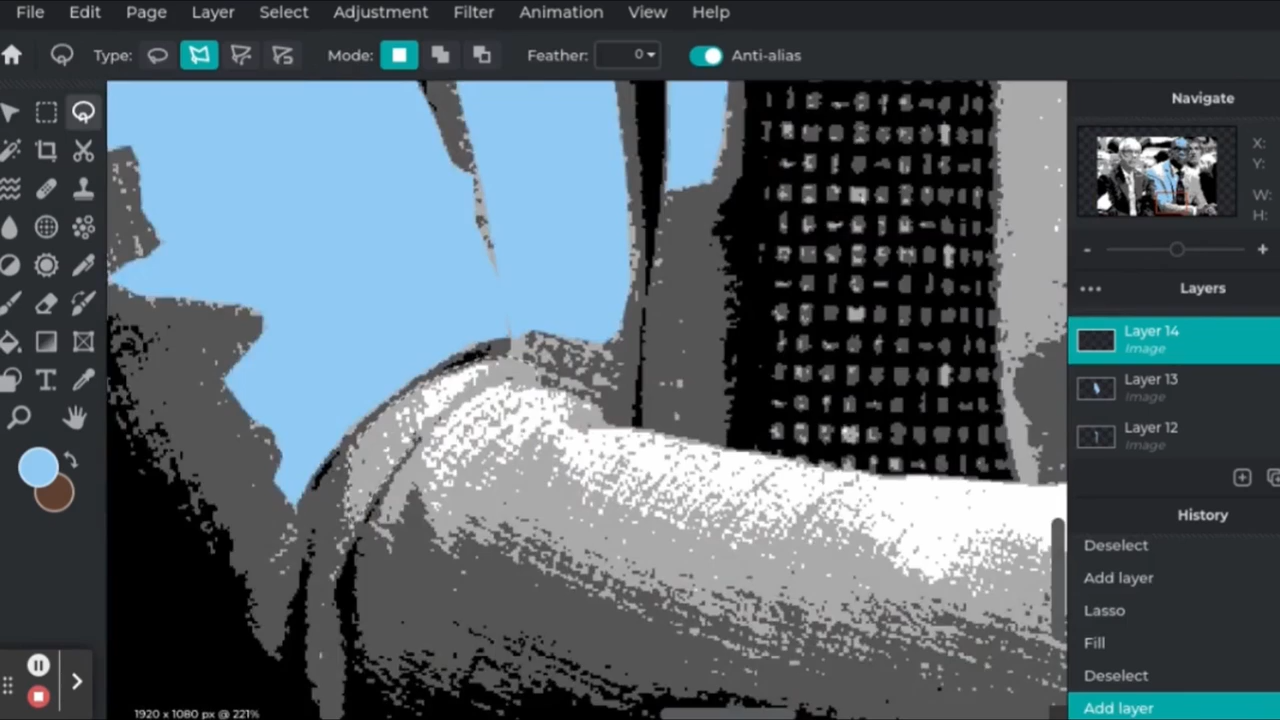 File Edit Page Layer Select Adjustment Filter Animation View Help
Type: Mode: Feather: 0 Anti-alias
Navigate
X:
Y:
W:
H:
- +
Layers
Layer 14
Image
Layer 13
Image
Layer 12
Image
History
Deselect
Add layer
Lasso
Fill
Deselect
Add layer
1920 x 1080 px @ 221%